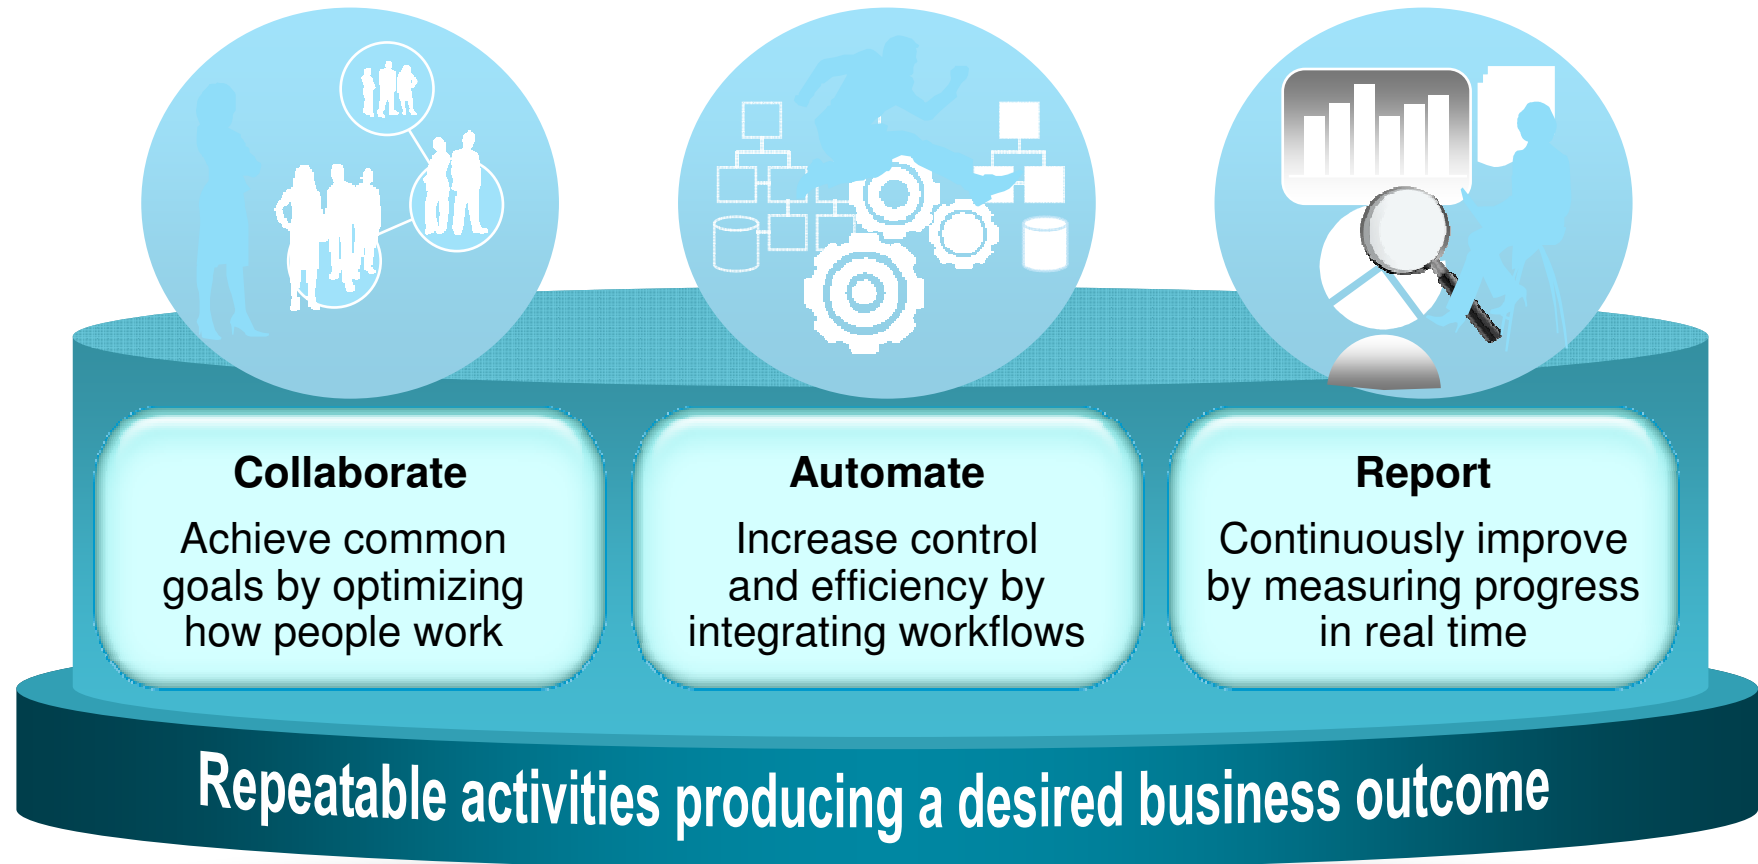 Collaborate
Achieve common
goals by optimizing
how people work
Automate
Increase control
and efficiency by
integrating workflows
Report
Continuously improve
by measuring progress
in real time
Repeatable activities producing a desired business outcome